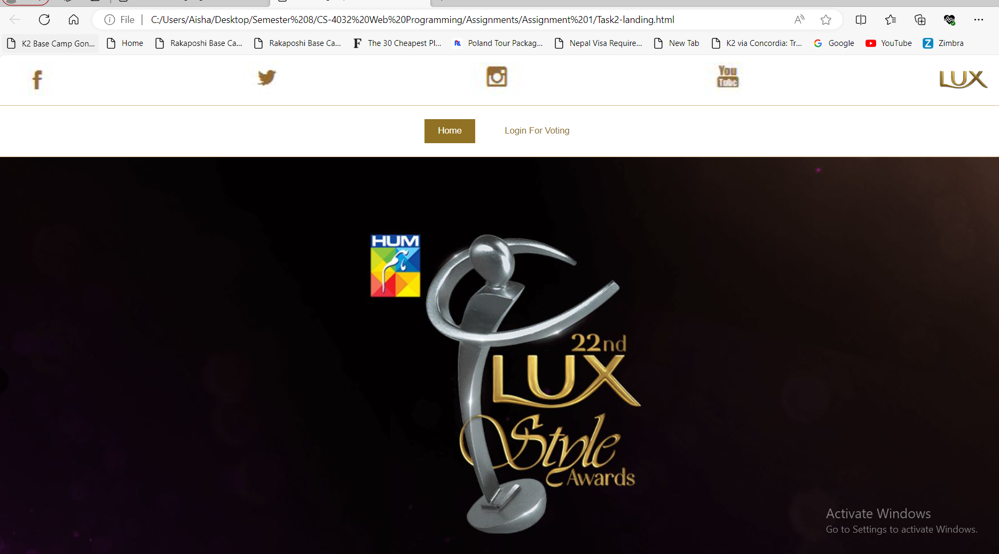 File C:/Users/Aisha/Desktop/Semester%208/CS-4032%20Web%20Programming/Assignments/Assignment%201/Task2-landing.html
K2 Base Camp Gon... Home Rakaposhi Base Ca... Rakaposhi Base Ca... F The 30 Cheapest Pl... Poland Tour Packag... Nepal Visa Require... New Tab K2 via Concordia: Tr... Google YouTube Z Zimbra
f You Tube LUX
Home Login For Voting
HUM
22nd
LUX
Style
Awards
Activate Windows
Go to Settings to activate Windows.